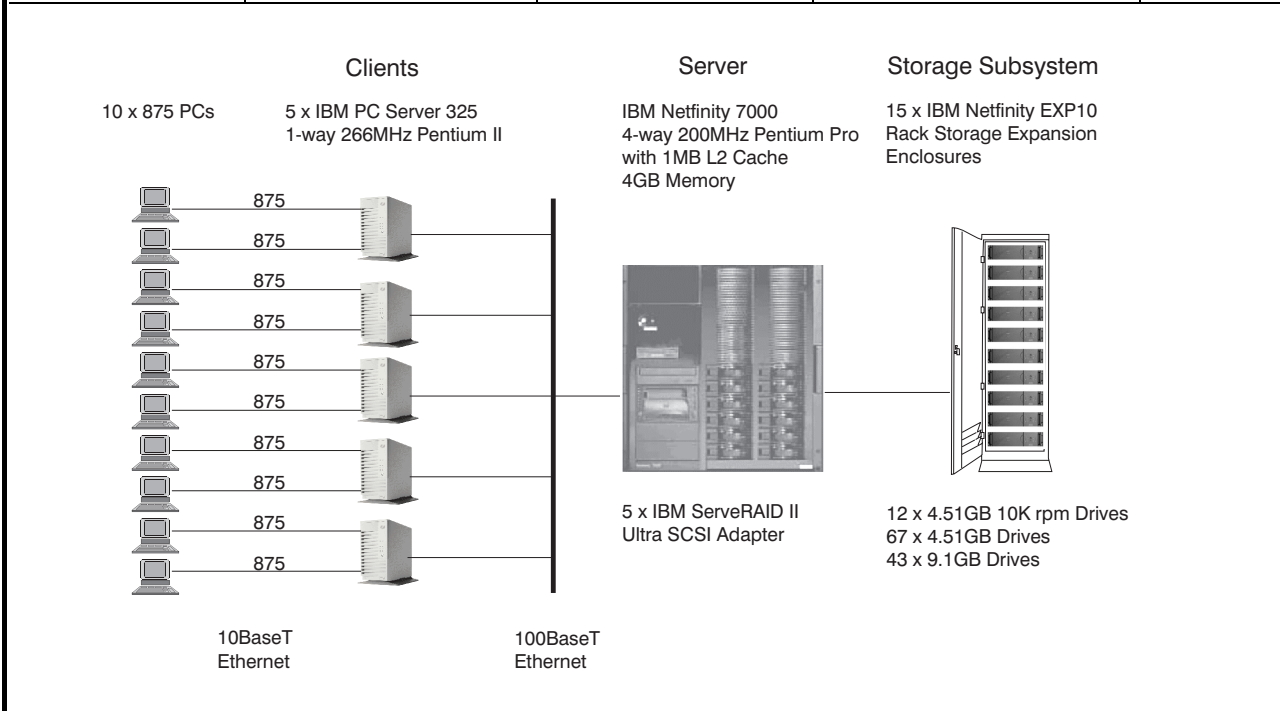 Clients
Server
Storage Subsystem
10 x 875 PCs
5 x IBM PC Server 325
1-way 266MHz Pentium II
IBM Netfinity 7000
4-way 200MHz Pentium Pro
with 1MB L2 Cache
4GB Memory
15 x IBM Netfinity EXP10
Rack Storage Expansion
Enclosures
875
875
875
875
875
875
875
875
875
875
5 x IBM ServeRAID II
Ultra SCSI Adapter
12 x 4.51GB 10K rpm Drives
67 x 4.51GB Drives
43 x 9.1GB Drives
10BaseT
Ethernet
100BaseT
Ethernet